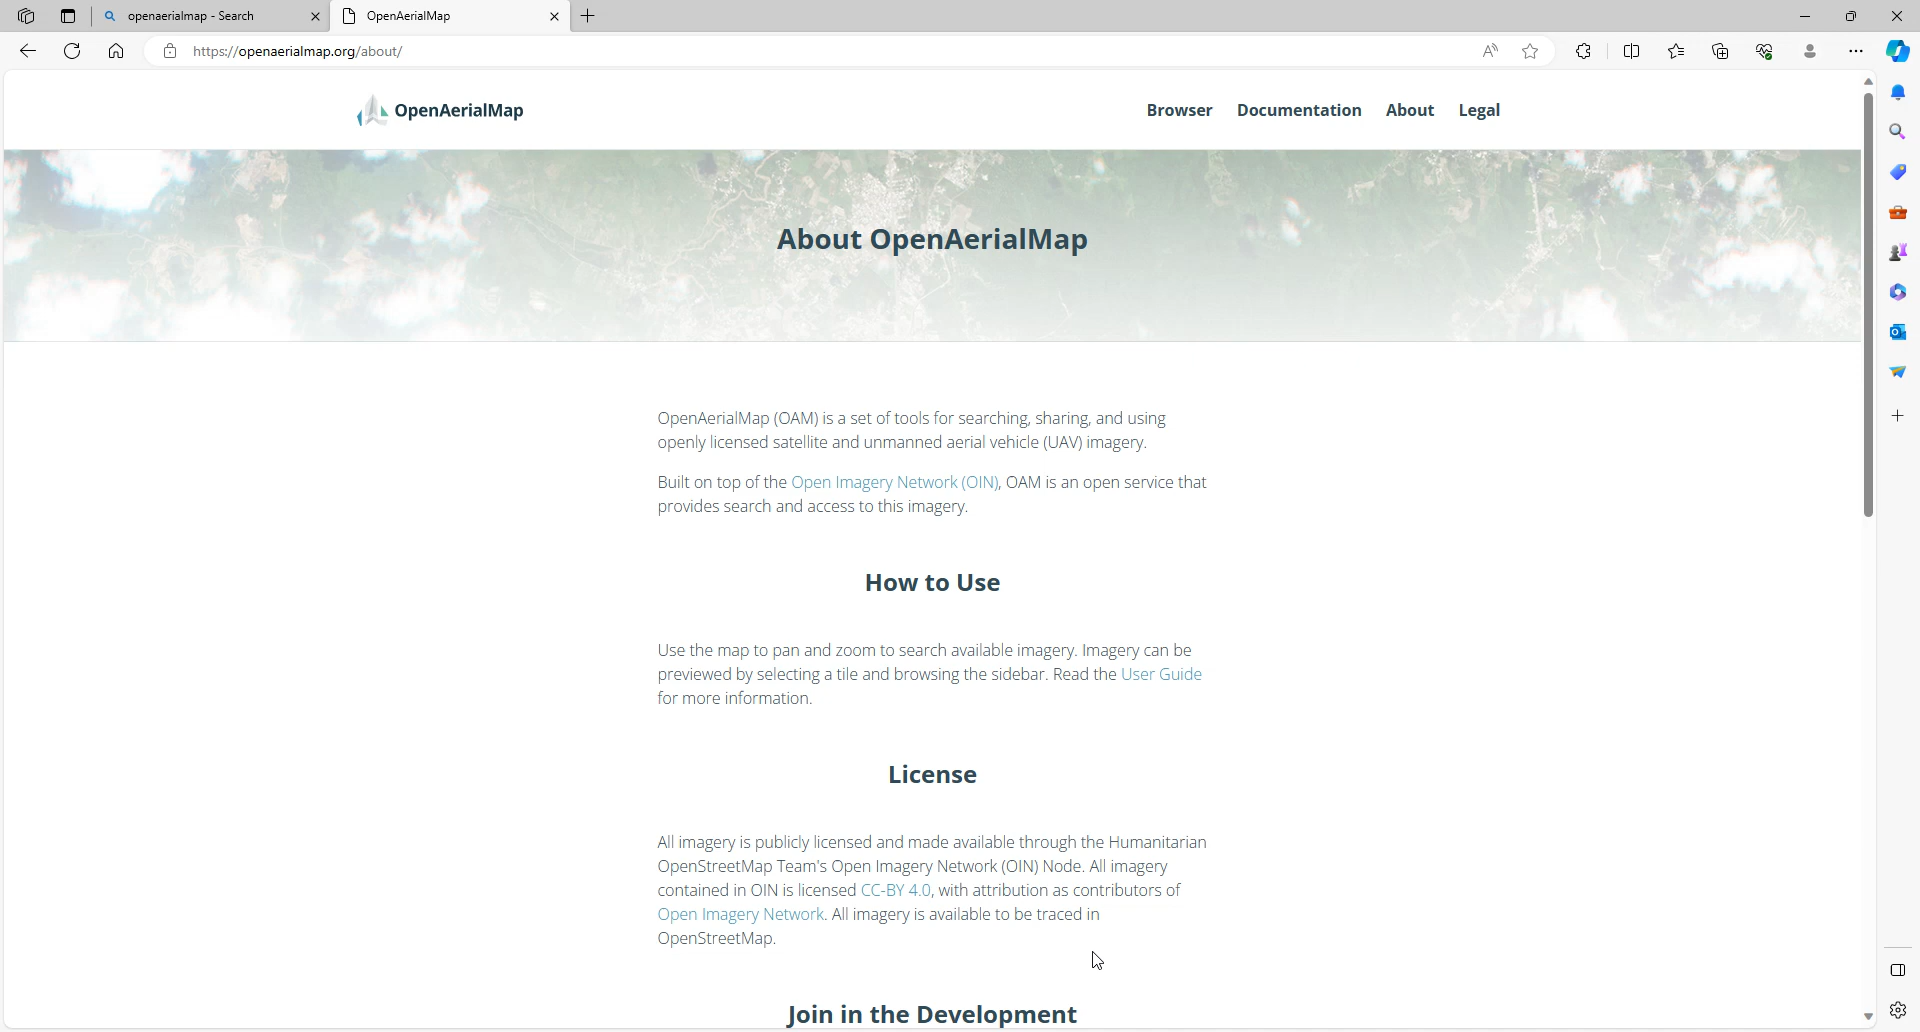 openaerialmap - Search
OpenAerialMap
https://openaerialmap.org/about/
OpenAerialMap
Browser Documentation About Legal
About OpenAerialMap
OpenAerialMap (OAM) is a set of tools for searching, sharing, and using
openly licensed satellite and unmanned aerial vehicle (UAV) imagery.
Built on top of the Open Imagery Network (OIN), OAM is an open service that
provides search and access to this imagery.
How to Use
Use the map to pan and zoom to search available imagery. Imagery can be
previewed by selecting a tile and browsing the sidebar. Read the User Guide
for more information.
License
All imagery is publicly licensed and made available through the Humanitarian
OpenStreetMap Team's Open Imagery Network (OIN) Node. All imagery
contained in OIN is licensed CC-BY 4.0, with attribution as contributors of
Open Imagery Network. All imagery is available to be traced in
OpenStreetMap.
Join in the Development